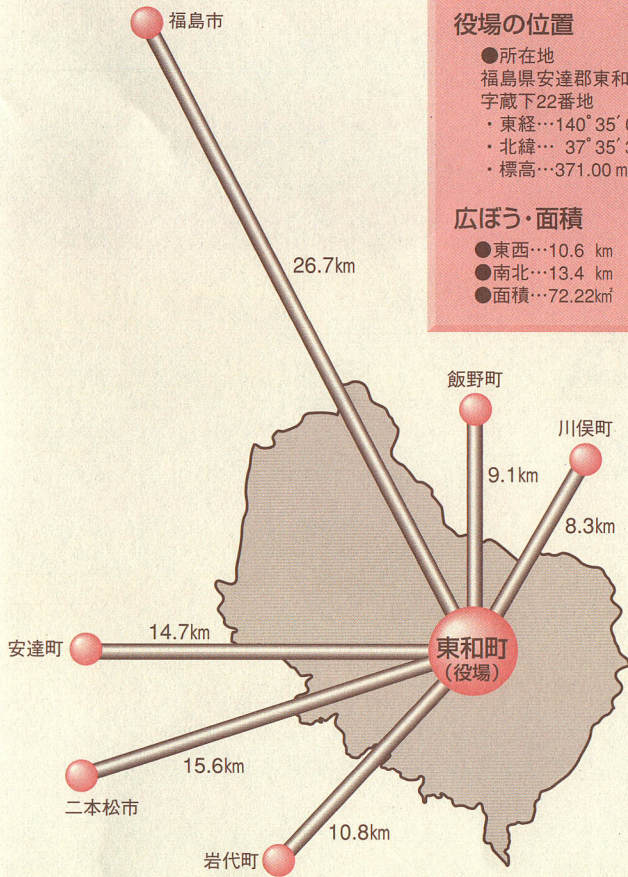 福島市
役場の位置
●所在地
福島県安達郡東和
字蔵下22番地
・東経…140°35′
・北緯… 37°35′
・標高…371.00m
広ぼう・面積
●東西…10.6 km
●南北…13.4 km
●面積…72.22k㎡
26.7km
飯野町
川俣町
9.1km
8.3km
安達町
14.7km
東和町
(役場)
15.6km
二本松市
10.8km
岩代町